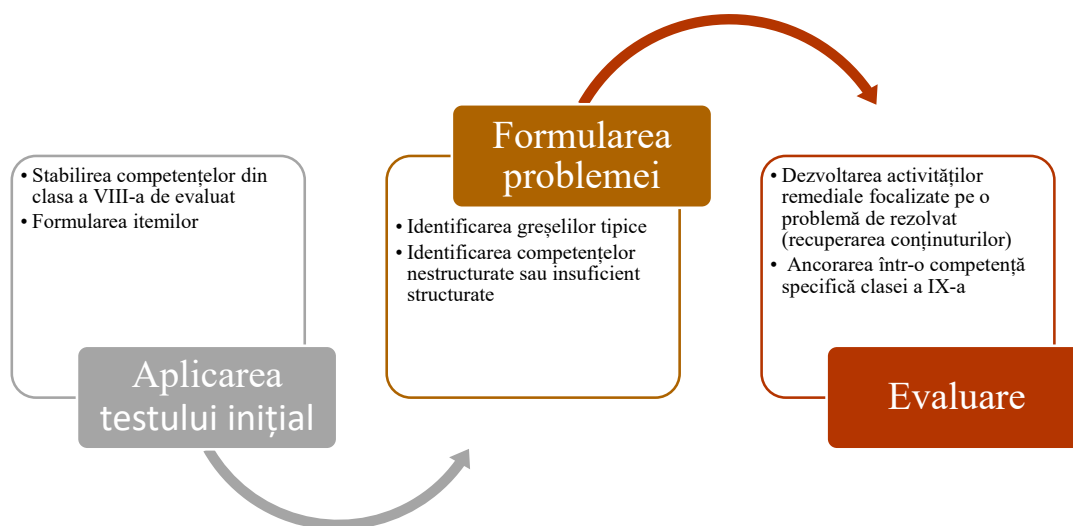 • Stabilirea competențelor din
clasa a VIII-a de evaluat
• Formularea itemilor
Aplicarea
testului inițial
Formularea
problemei
• Identificarea greșelilor tipice
• Identificarea competențelor
nestructurate sau insuficient
structurate
• Dezvoltarea activităților
remediale focalizate pe o
problemă de rezolvat
(recuperarea conținuturilor)
• Ancorarea într-o competență
specifică clasei a IX-a
Evaluare